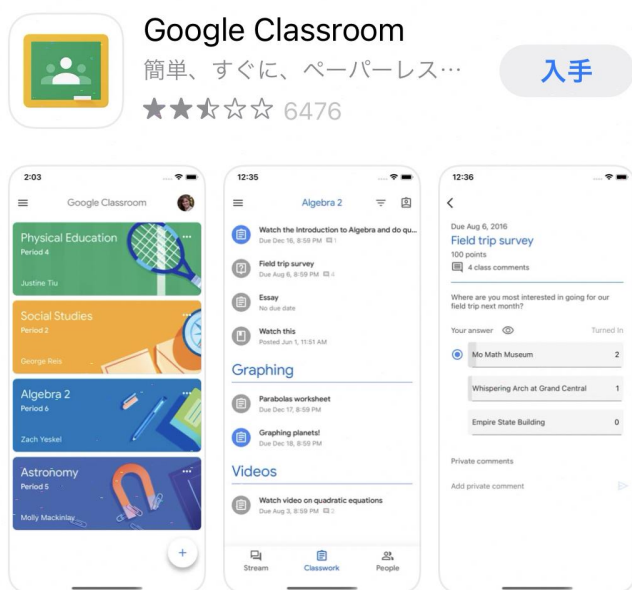 Google Classroom
簡単、すぐに、ペーパーレス…
入手
6476
2:03
Google Classroom
Physical Education
Period 4
Justine Tiu
Social Studies
Period 2
George Reis
Algebra 2
Period 6
Zach Yeskel
Astronomy
Period 5
Molly Mackinlay
+
12:35
Algebra 2
Watch the Introduction to Algebra and do qu...
Due Dec 16, 8:59 PM 1
Field trip survey
Due Aug 6, 8:59 PM 4
Essay
No due date
Watch this
Posted Jun 1, 11:51 AM
Graphing
Parabolas worksheet
Due Dec 17, 8:59 PM
Graphing planets!
Due Dec 18, 8:59 PM
Videos
Watch video on quadratic equations
Due Aug 3, 8:59 PM 2
Stream Classwork People
12:36
Due Aug 6, 2016
Field trip survey
100 points
4 class comments
Where are you most interested in going for our
field trip next month?
Your answer Turned In
Mo Math Museum 2
Whispering Arch at Grand Central 1
Empire State Building 0
Private comments
Add private comment